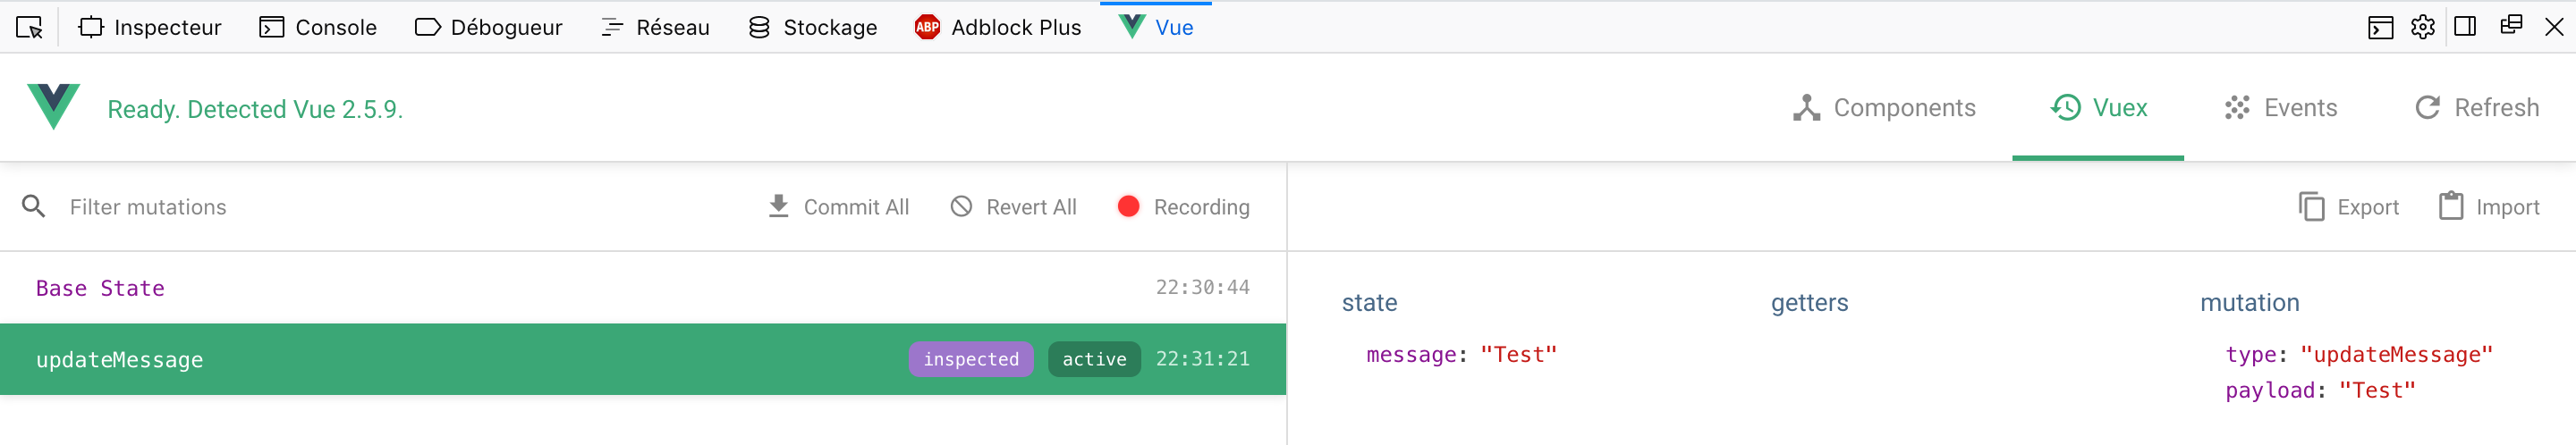 Inspecteur Console Débogueur Réseau Stockage ABP Adblock Plus Vue
Ready. Detected Vue 2.5.9. Components Vuex Events Refresh
Filter mutations Commit All Revert All Recording Export Import
Base State 22:30:44
updateMessage inspected active 22:31:21
state getters mutation
message: "Test" type: "updateMessage"
payload: "Test"